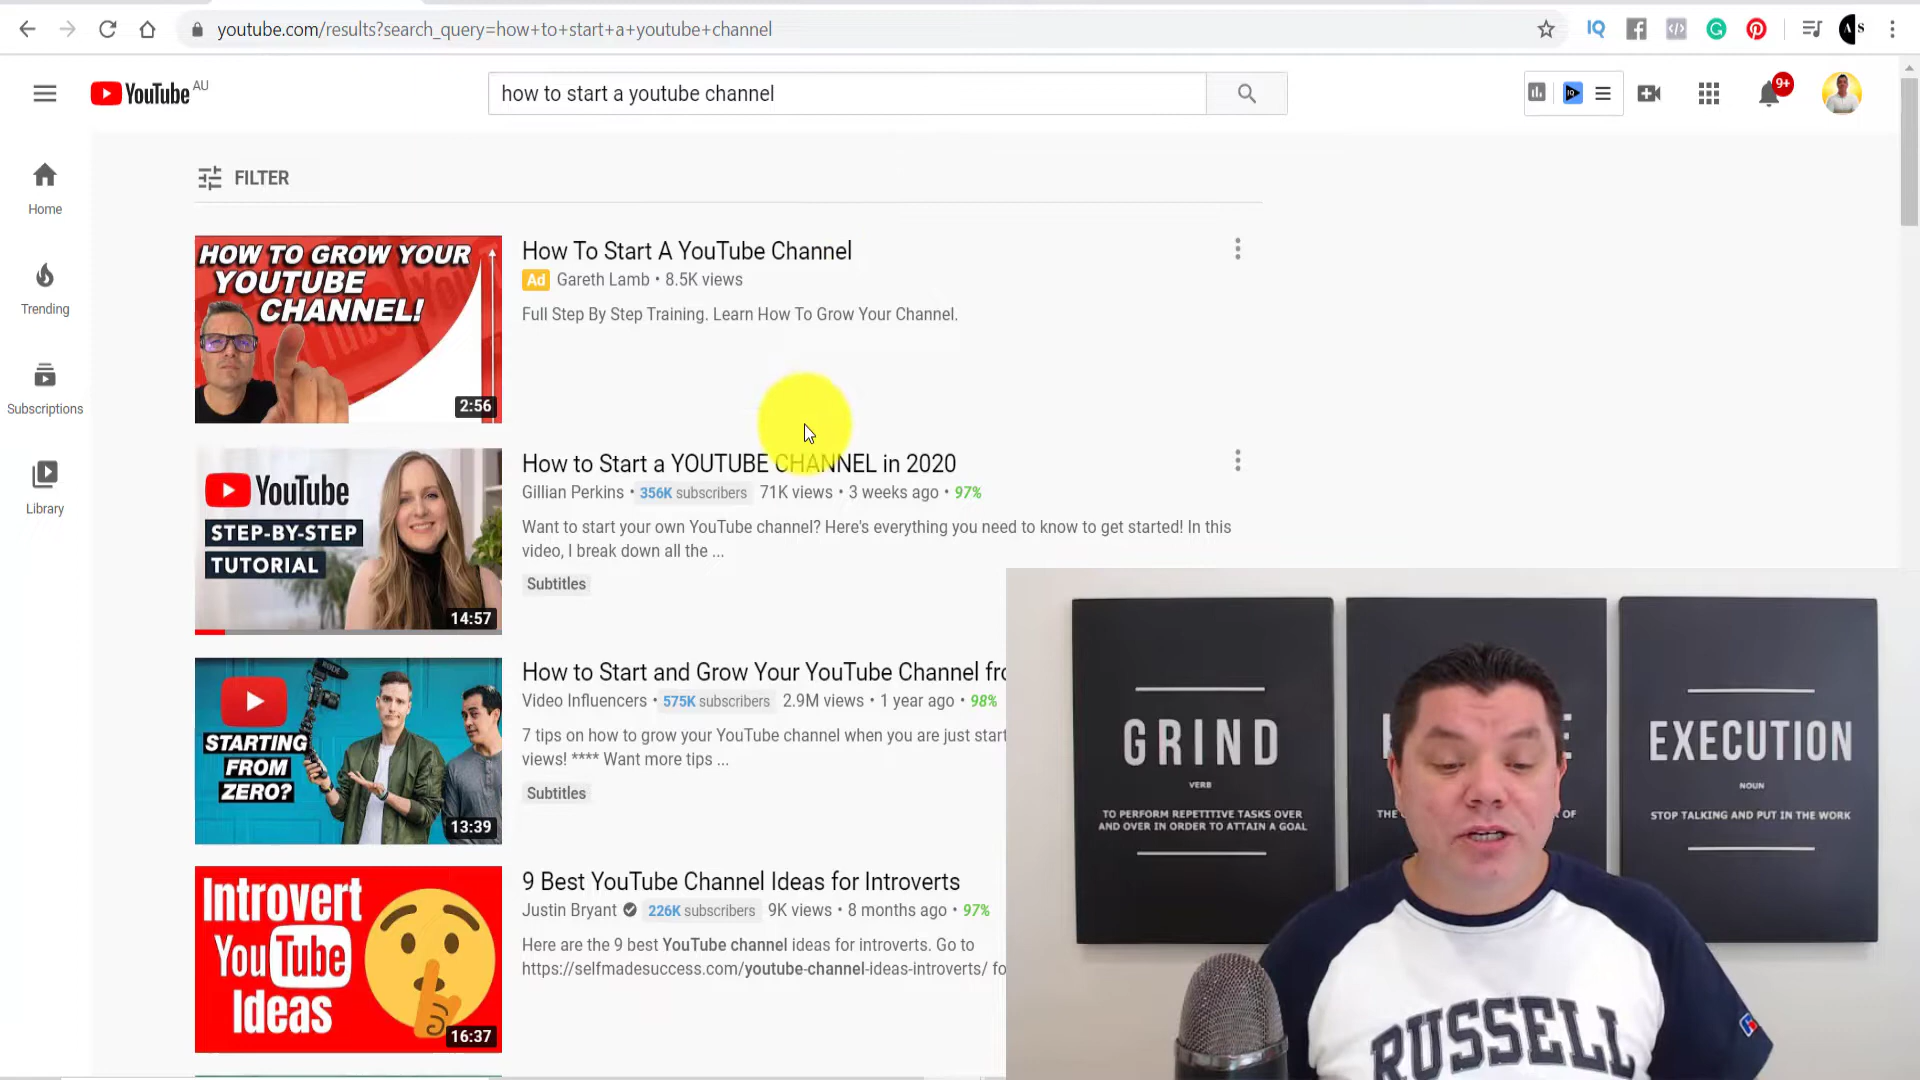 youtube.com/results?search_query=how+to+start+a+youtube+channel
YouTube AU
how to start a youtube channel
9+
FILTER
Home
Trending
Subscriptions
Library
HOW TO GROW YOUR
YOUTUBE
CHANNEL!
2:56
How To Start A YouTube Channel
Ad Gareth Lamb • 8.5K views
Full Step By Step Training. Learn How To Grow Your Channel.
YouTube
STEP-BY-STEP
TUTORIAL
14:57
How to Start a YOUTUBE CHANNEL in 2020
Gillian Perkins • 356K subscribers 71K views • 3 weeks ago • 97%
Want to start your own YouTube channel? Here's everything you need to know to get started! In this
video, I break down all the ...
Subtitles
STARTING
FROM
ZERO?
13:39
How to Start and Grow Your YouTube Channel fr
Video Influencers • 575K subscribers 2.9M views • 1 year ago • 98%
7 tips on how to grow your YouTube channel when you are just start
views! **** Want more tips ...
Subtitles
Introvert
YouTube
Ideas
16:37
9 Best YouTube Channel Ideas for Introverts
Justin Bryant 226K subscribers 9K views • 8 months ago • 97%
Here are the 9 best YouTube channel ideas for introverts. Go to
https://selfmadesuccess.com/youtube-channel-ideas-introverts/ fo
GRIND
VERB
TO PERFORM REPETITIVE TASKS OVER
AND OVER IN ORDER TO ATTAIN A GOAL
EXECUTION
NOUN
STOP TALKING AND PUT IN THE WORK
RUSSELL